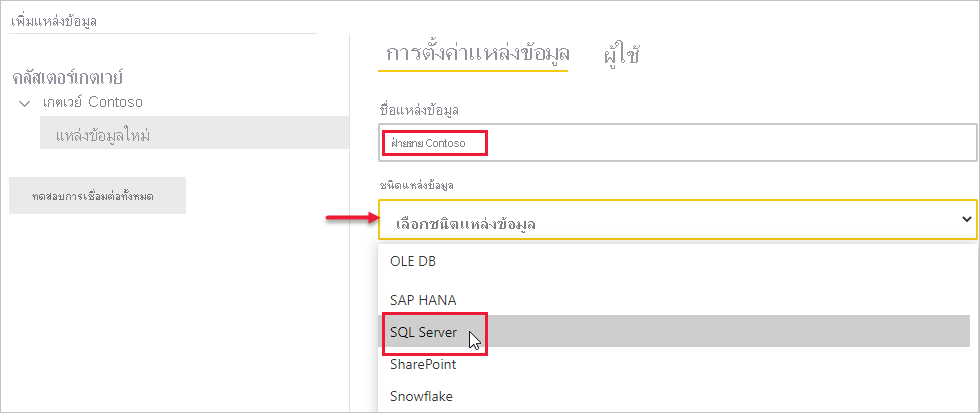 เพิ่มแหล่งข้อมูล
คลัสเตอร์เกตเวย์
เกตเวย์ Contoso
แหล่งข้อมูลใหม่
ทดสอบการเชื่อมต่อทั้งหมด
การตั้งค่าแหล่งข้อมูล
ผู้ใช้
ชื่อแหล่งข้อมูล
ฝ่ายขาย Contoso
ชนิดแหล่งข้อมูล
เลือกชนิดแหล่งข้อมูล
OLE DB
SAP HANA
SQL Server
SharePoint
Snowflake